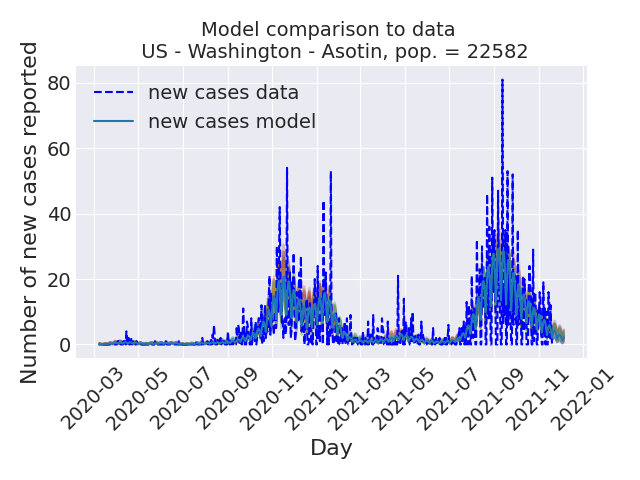 Model comparison to data
US - Washington - Asotin, pop. = 22582
Number of new cases reported
80
60
40
20
0
new cases data
new cases model
2020-03
2020-05
2020-07
2020-09
2020-11
2021-01
2021-03
2021-05
2021-07
2021-09
2021-11
2022-01
Day